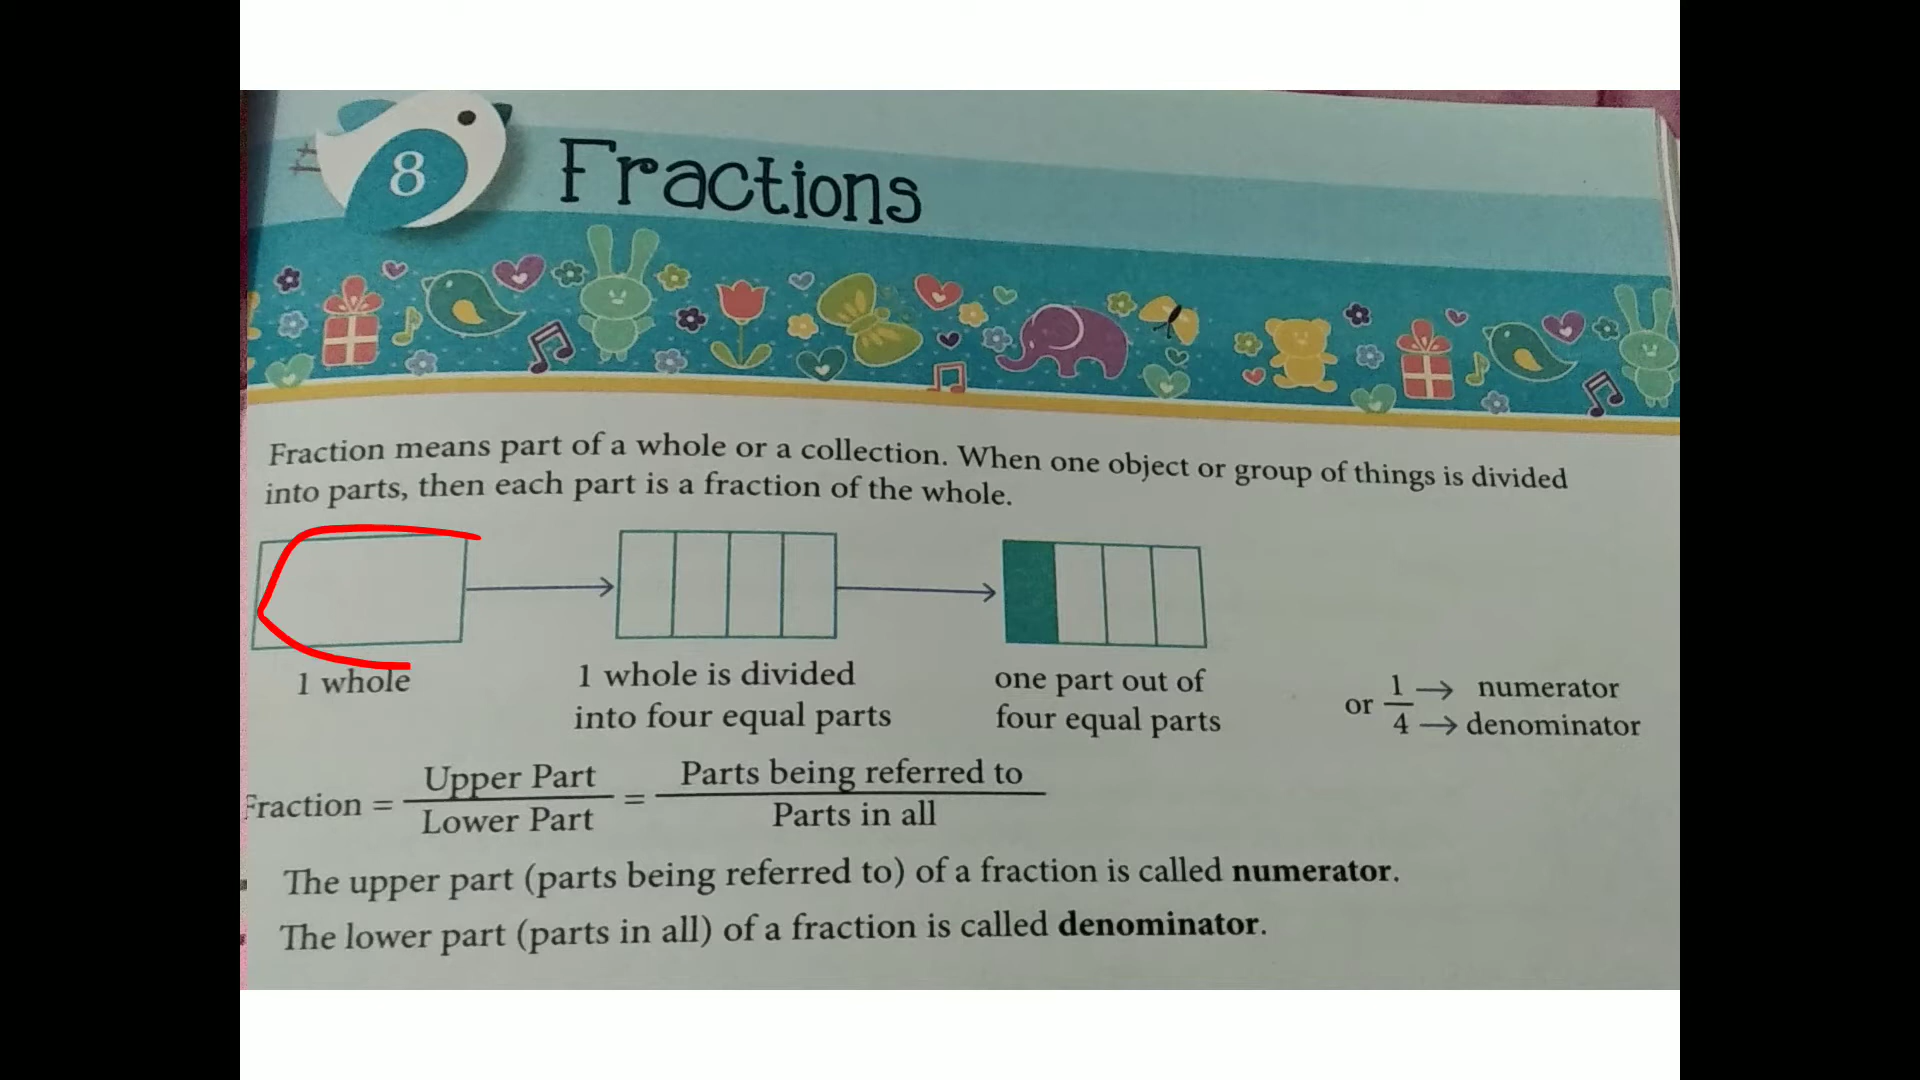 8
Fractions
Fraction means part of a whole or a collection. When one object or group of things is divided
into parts, then each part is a fraction of the whole.
1 whole
1 whole is divided
into four equal parts
one part out of
four equal parts
or 1/4 → numerator
→ denominator
Fraction = Upper Part / Lower Part = Parts being referred to / Parts in all
The upper part (parts being referred to) of a fraction is called numerator.
The lower part (parts in all) of a fraction is called denominator.